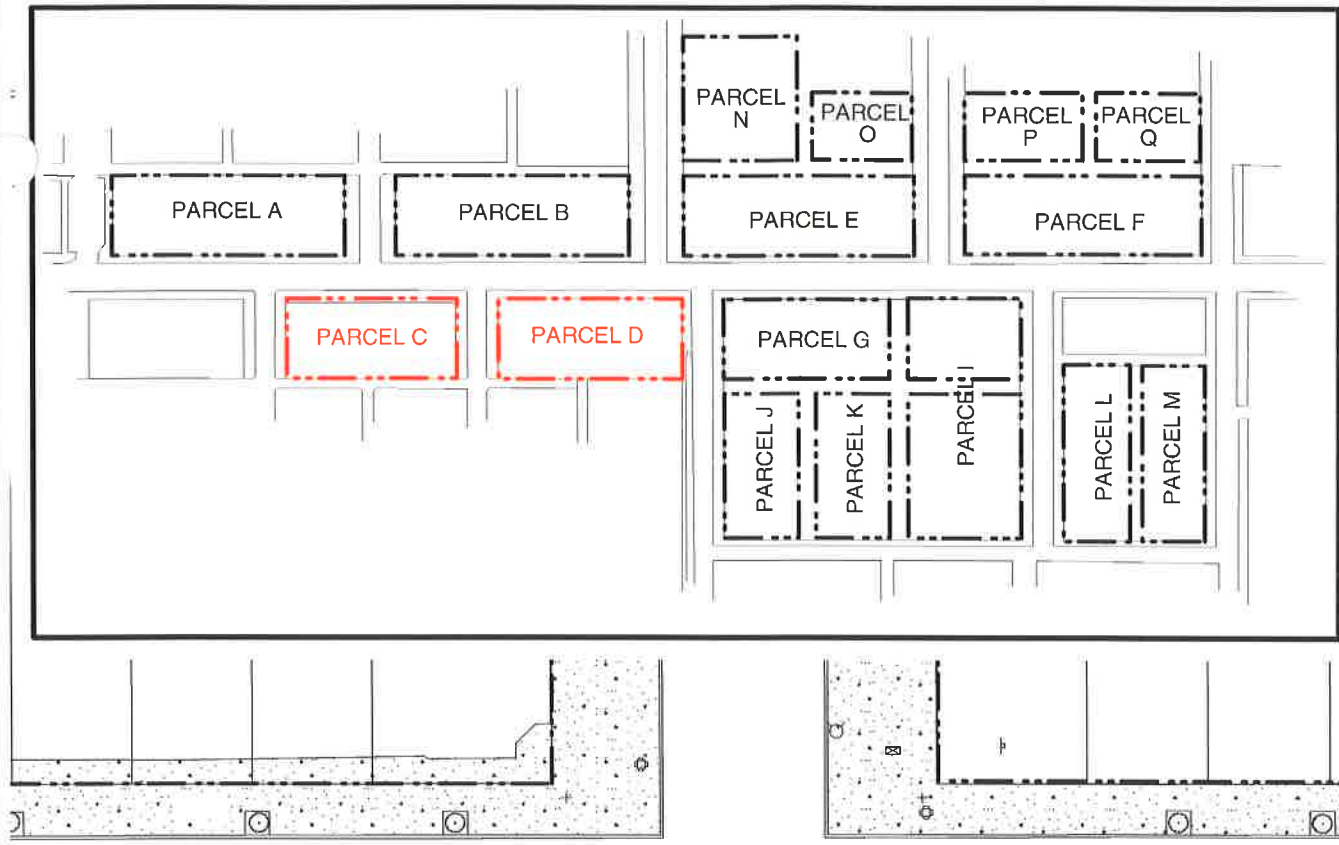 PARCEL
N
PARCEL
O
PARCEL
P
PARCEL
Q
PARCEL A
PARCEL B
PARCEL E
PARCEL F
PARCEL C
PARCEL D
PARCEL G
PARCEL I
PARCEL J
PARCEL K
PARCEL L
PARCEL M